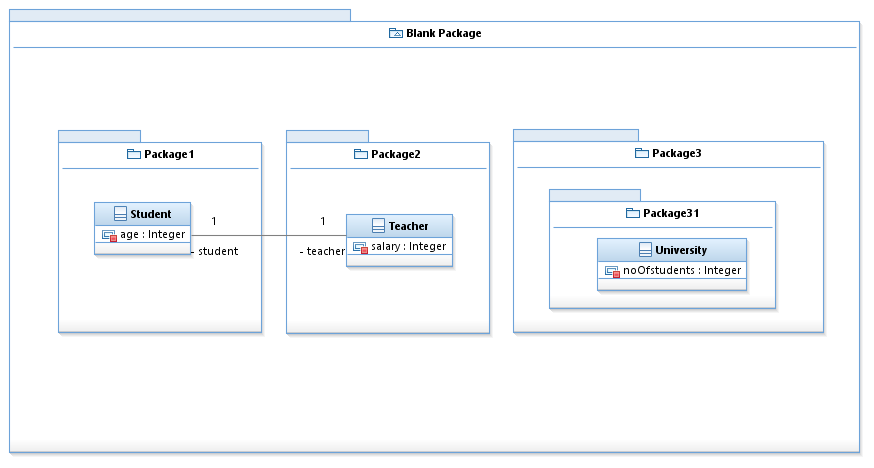 Blank Package
Package1
Student
age : Integer
1
- student
Package2
1
- teacher
Teacher
salary : Integer
Package3
Package31
University
noOfstudents : Integer